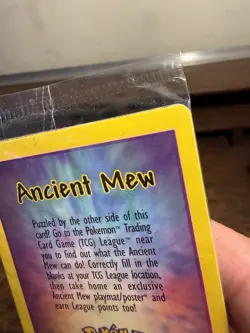 Ancient Mew
Puzzled by the other side of this
card? Go to the Pokémon™ Trading
Card Game (TCG) League™ near
you to find out what the Ancient
Mew can do! Correctly fill in the
blanks at your TCG League location,
then take home an exclusive
Ancient Mew playmat/poster* and
earn League points too!